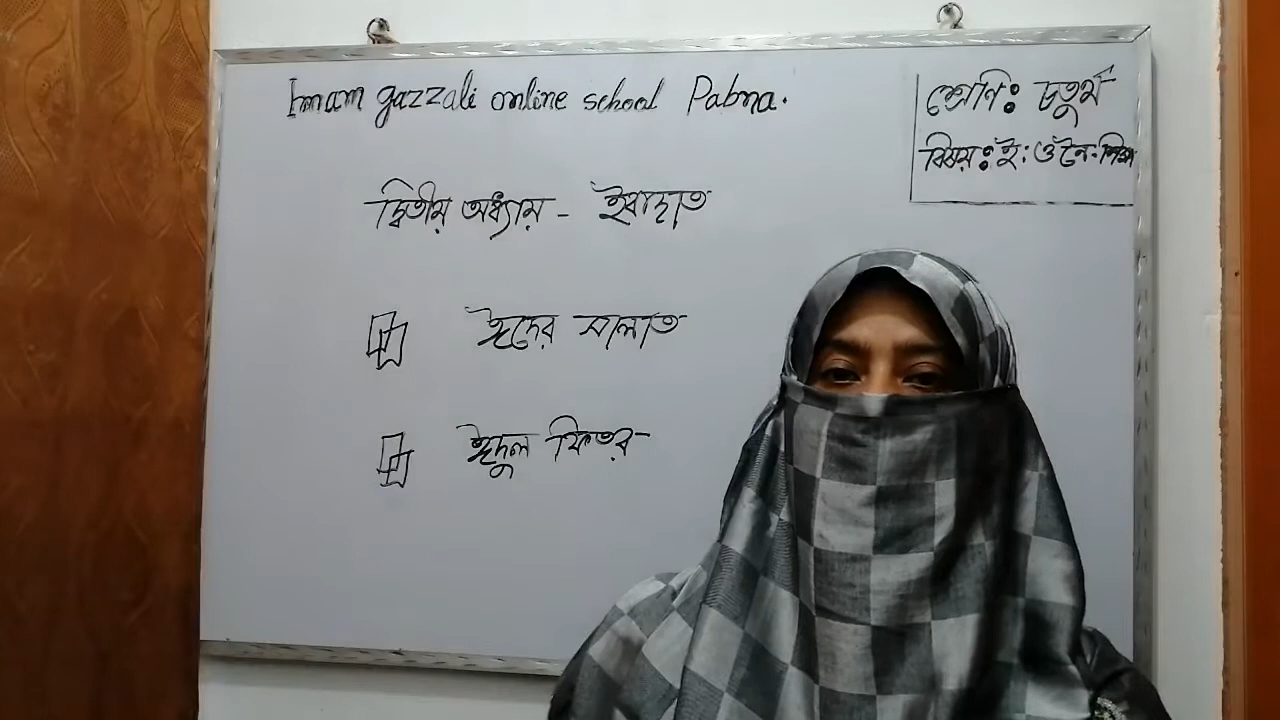 Imam gazzali online school Pabna.
শ্রেণি: চতুর্থ
বিষয়: ই: ও নৈ: শিক্ষা
দ্বিতীয় অধ্যায় - ইবাদাত
ঈদের সালাত
ঈদুল ফিতর